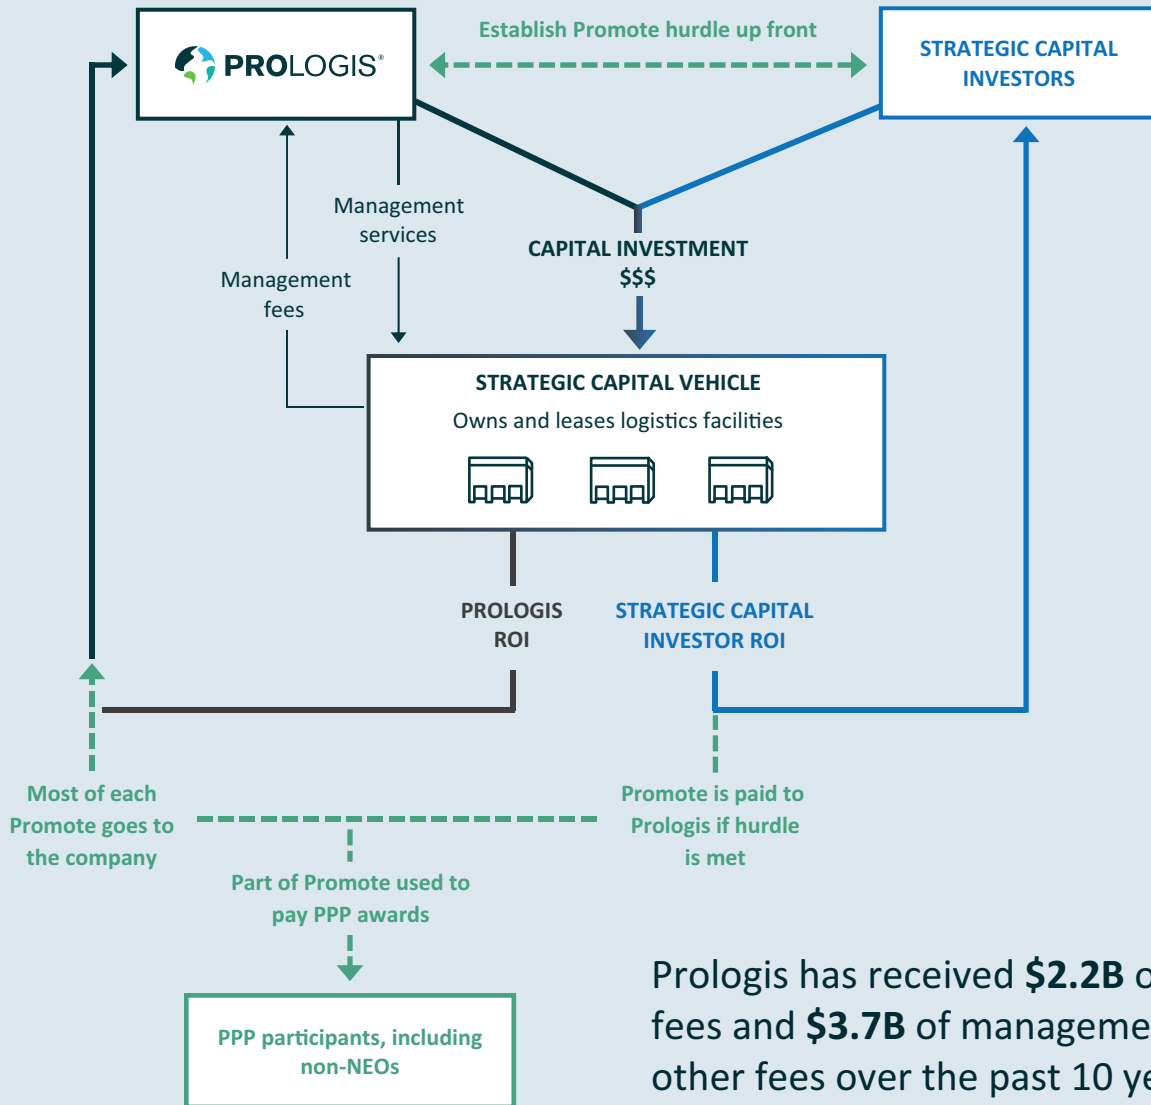 PROLOGIS®
Establish Promote hurdle up front
STRATEGIC CAPITAL
INVESTORS
Management
services
Management
fees
CAPITAL INVESTMENT
$$$
STRATEGIC CAPITAL VEHICLE
Owns and leases logistics facilities
PROLOGIS
ROI
STRATEGIC CAPITAL
INVESTOR ROI
Most of each
Promote goes to
the company
Promote is paid to
Prologis if hurdle
is met
Part of Promote used to
pay PPP awards
PPP participants, including
non-NEOs
Prologis has received $2.2B
fees and $3.7B of
other fees over the past 10